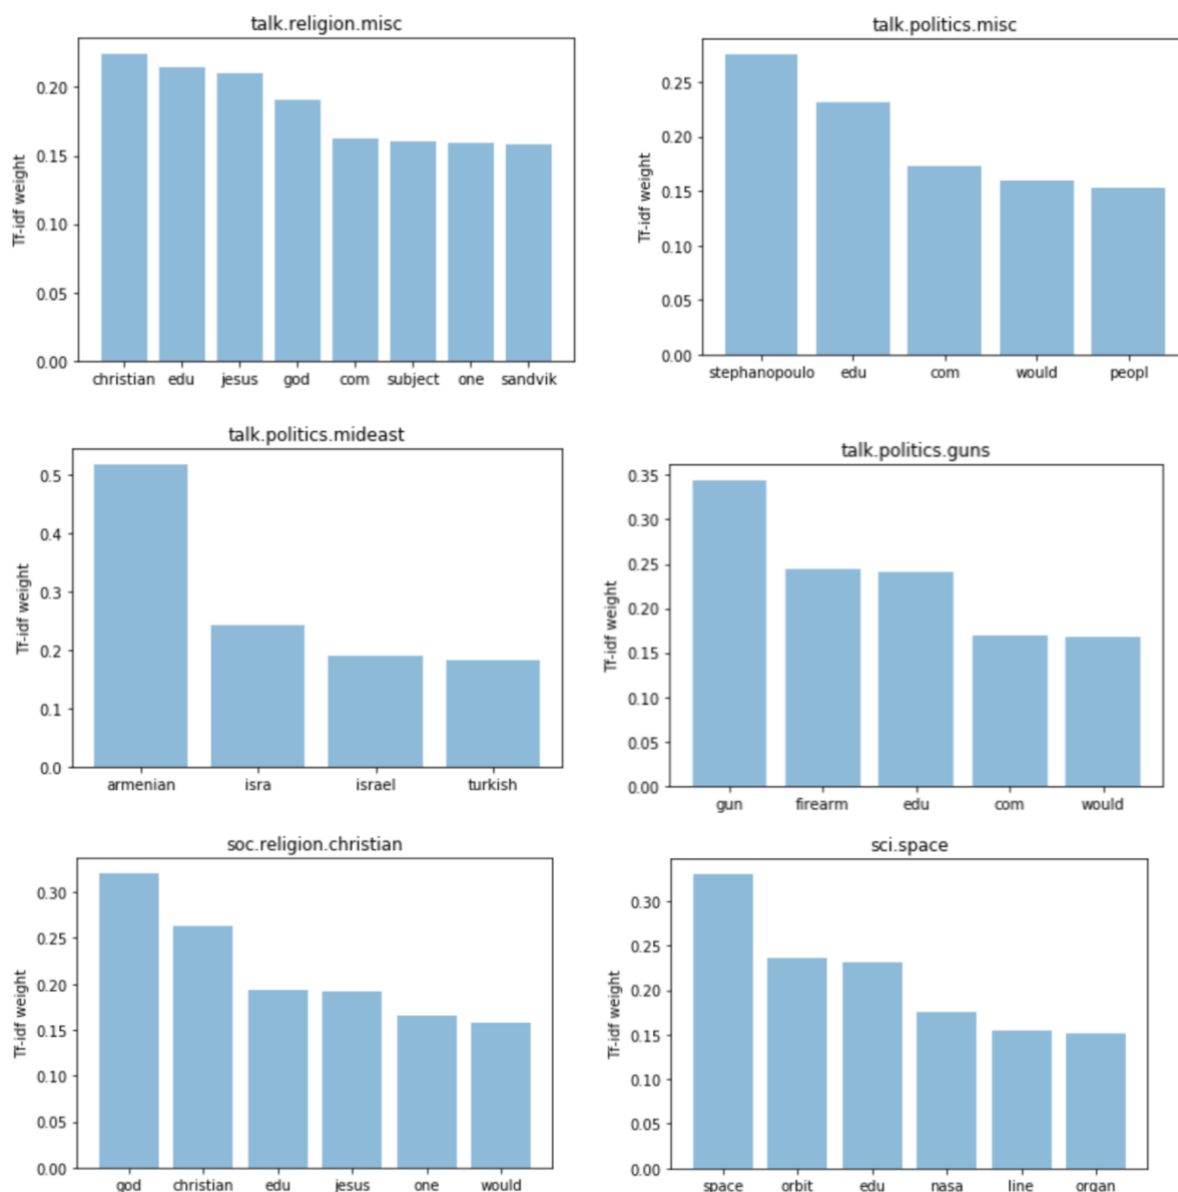 talk.religion.misc
Tf-idf weight
0.20
0.15
0.10
0.05
0.00
christian edu jesus god com subject one sandvik
talk.politics.misc
Tf-idf weight
0.25
0.20
0.15
0.10
0.05
0.00
stephanopoulo edu com would peopl
talk.politics.mideast
Tf-idf weight
0.5
0.4
0.3
0.2
0.1
0.0
armenian isra israel turkish
talk.politics.guns
Tf-idf weight
0.35
0.30
0.25
0.20
0.15
0.10
0.05
0.00
gun firearm edu com would
soc.religion.christian
Tf-idf weight
0.30
0.25
0.20
0.15
0.10
0.05
0.00
god christian edu jesus one would
sci.space
Tf-idf weight
0.30
0.25
0.20
0.15
0.10
0.05
0.00
space orbit edu nasa line organ